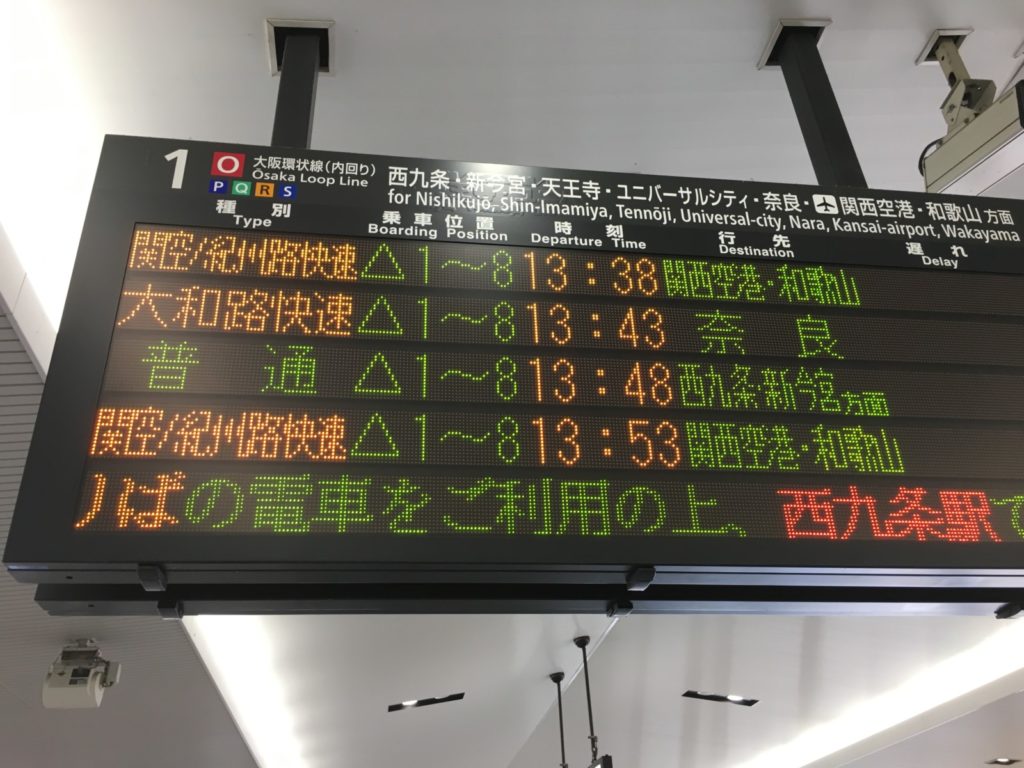 1 O 大阪環状線(内回り) 西九条・新今宮・天王寺・ユニバーサルシティ・奈良・関西空港・和歌山 方面
Ōsaka Loop Line for Nishikujō, Shin-Imamiya, Tennōji, Universal-city, Nara, Kansai-airport, Wakayama
P Q R S
種別 乗車位置 時刻 行先 遅れ
Type Boarding Position Departure Time Destination Delay
関空/紀州路快速 △1〜8 13:38 関西空港・和歌山
大和路快速 △1〜8 13:43 奈良
普通 △1〜8 13:48 西九条・新今宮方面
関空/紀州路快速 △1〜8 13:53 関西空港・和歌山
ばの電車をご利用の上。 西九条駅で